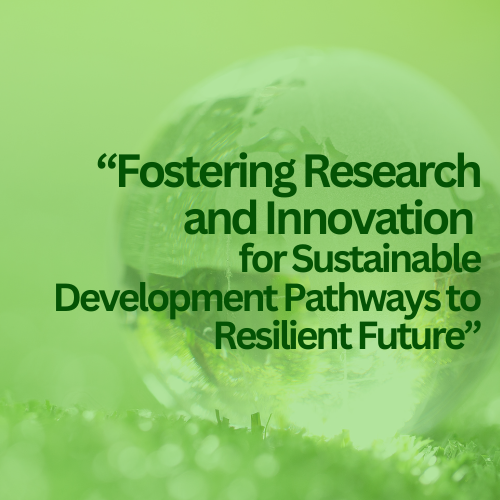 “Fostering Research
and Innovation
for Sustainable
Development Pathways to
Resilient Future”